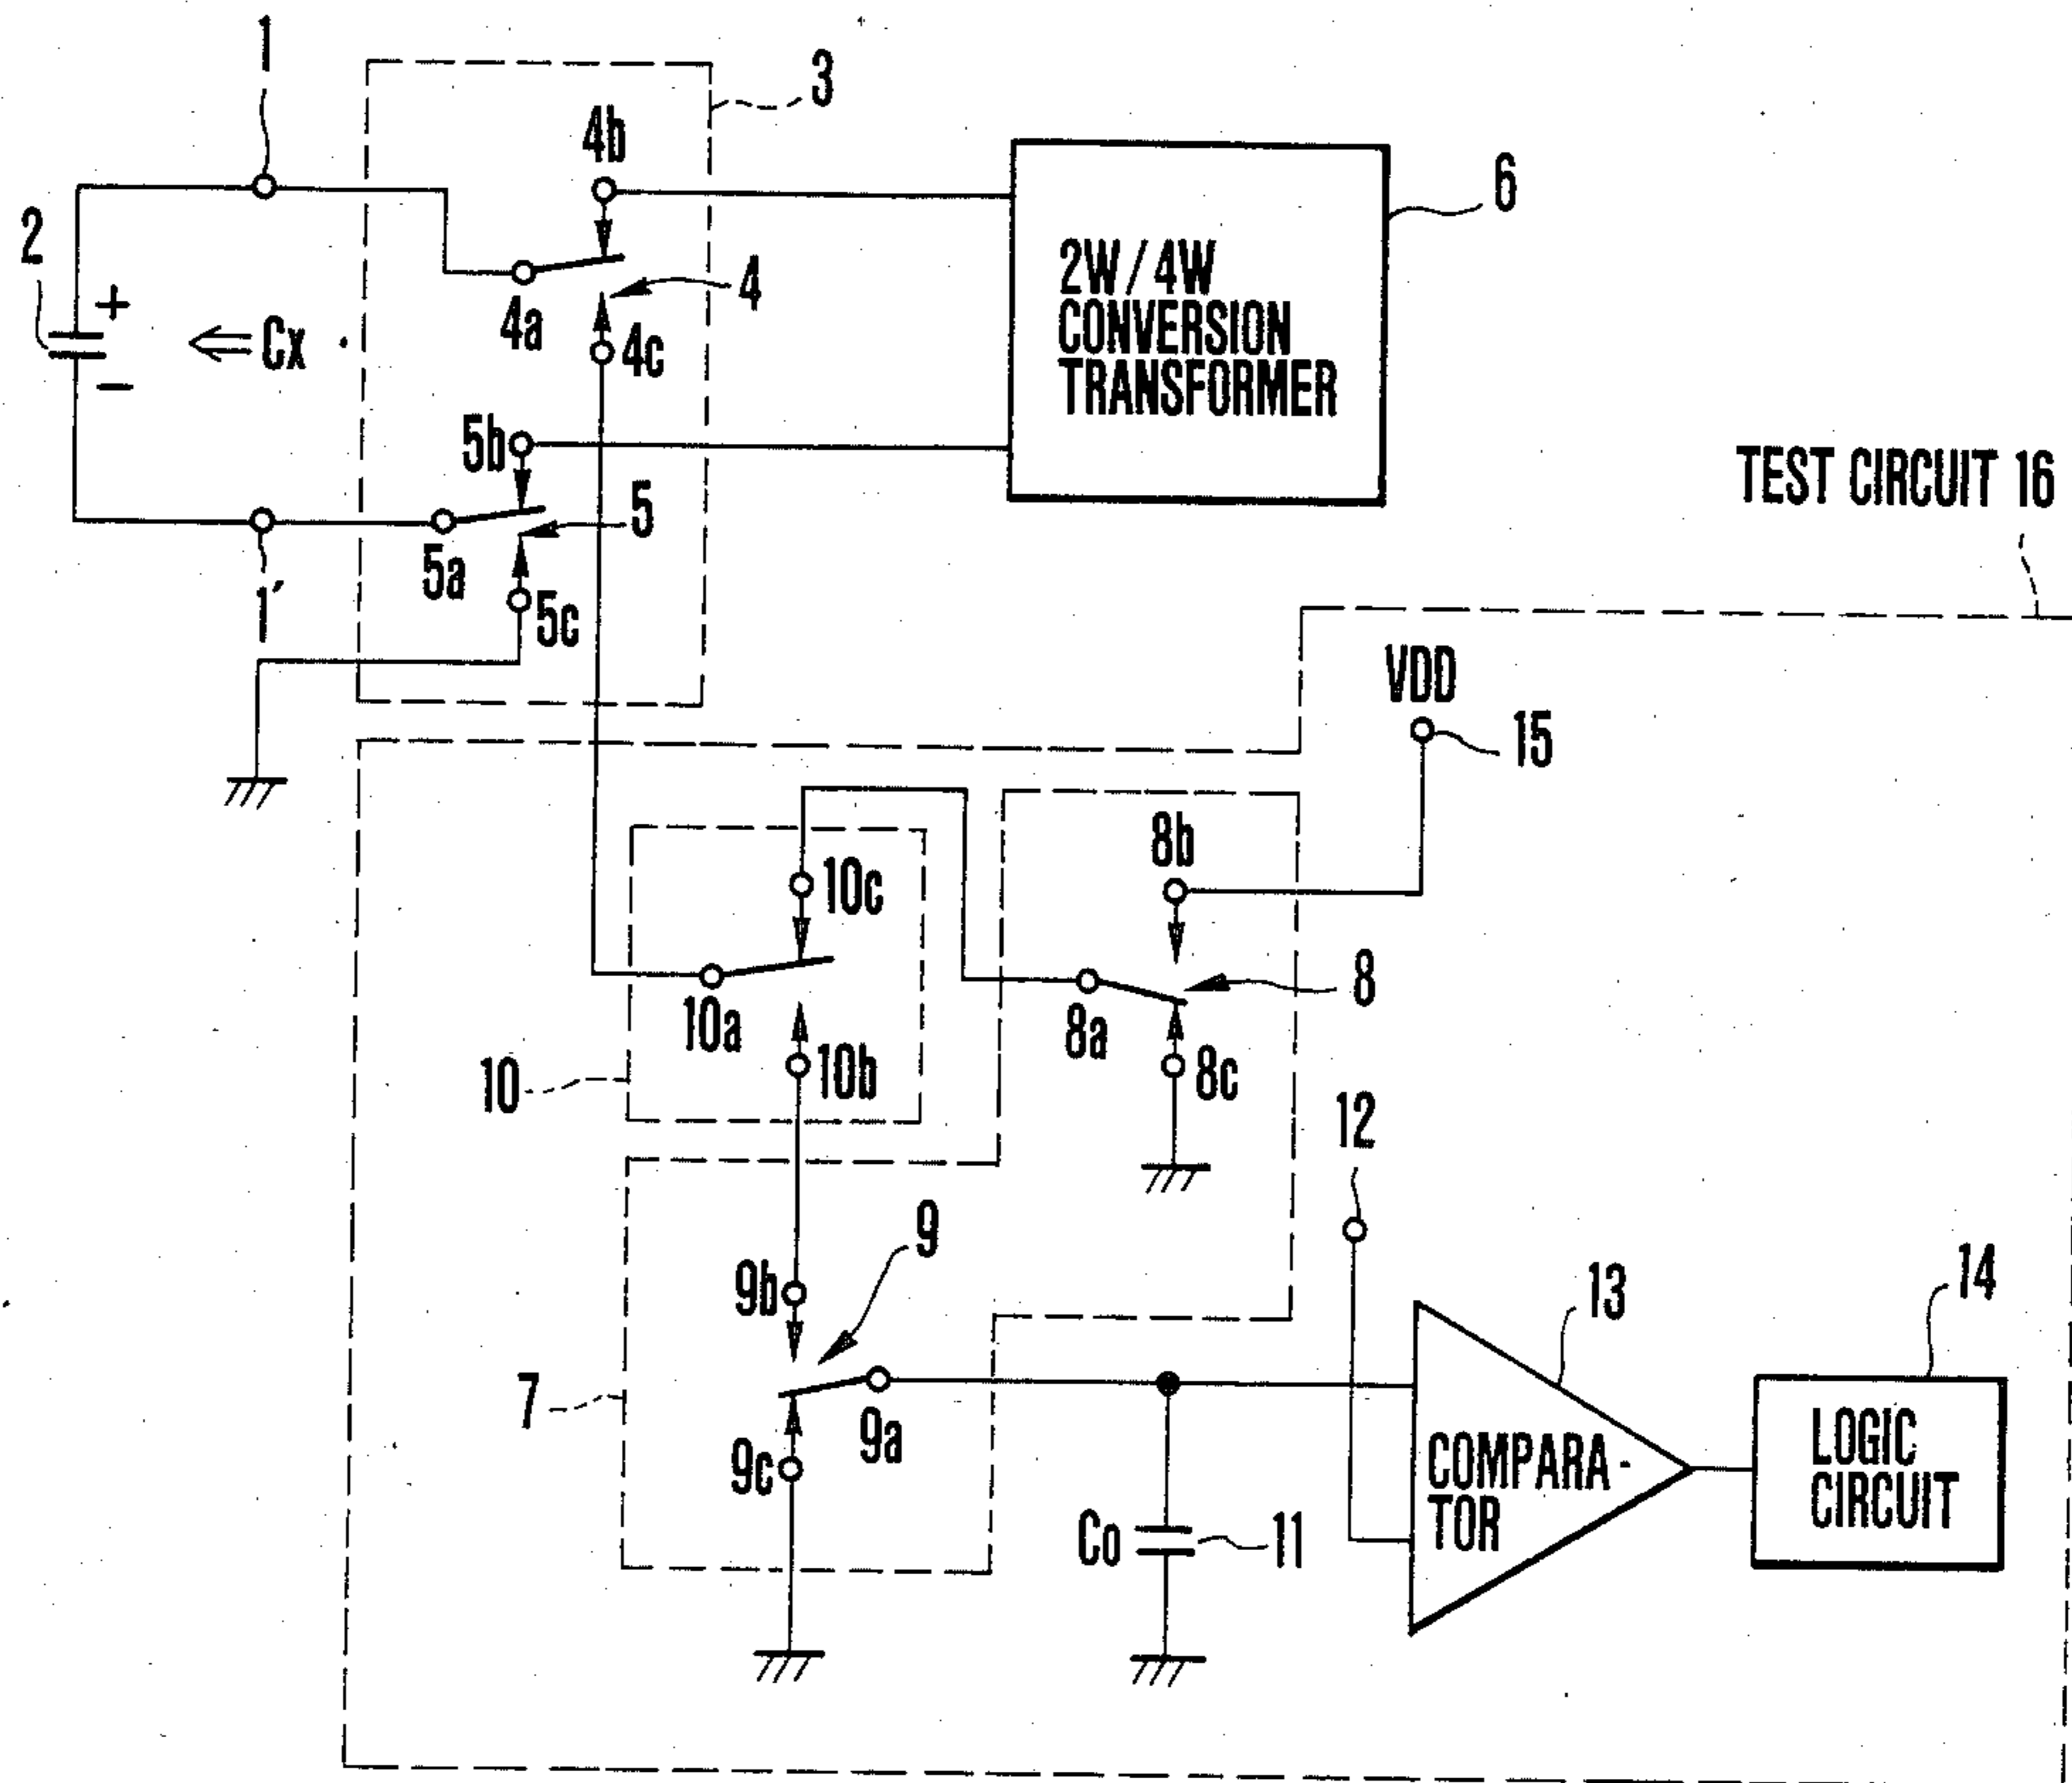 1
3
4b
2
+
Cx
−
4a
4
4c
2W/4W
CONVERSION
TRANSFORMER
6
5b
5
5a
5c
1'
TEST CIRCUIT 16
VDD
15
10c
10a
10b
10
8b
8
8a
8c
12
9b
9
9a
9c
7
Co
11
13
COMPARA-
TOR
14
LOGIC
CIRCUIT